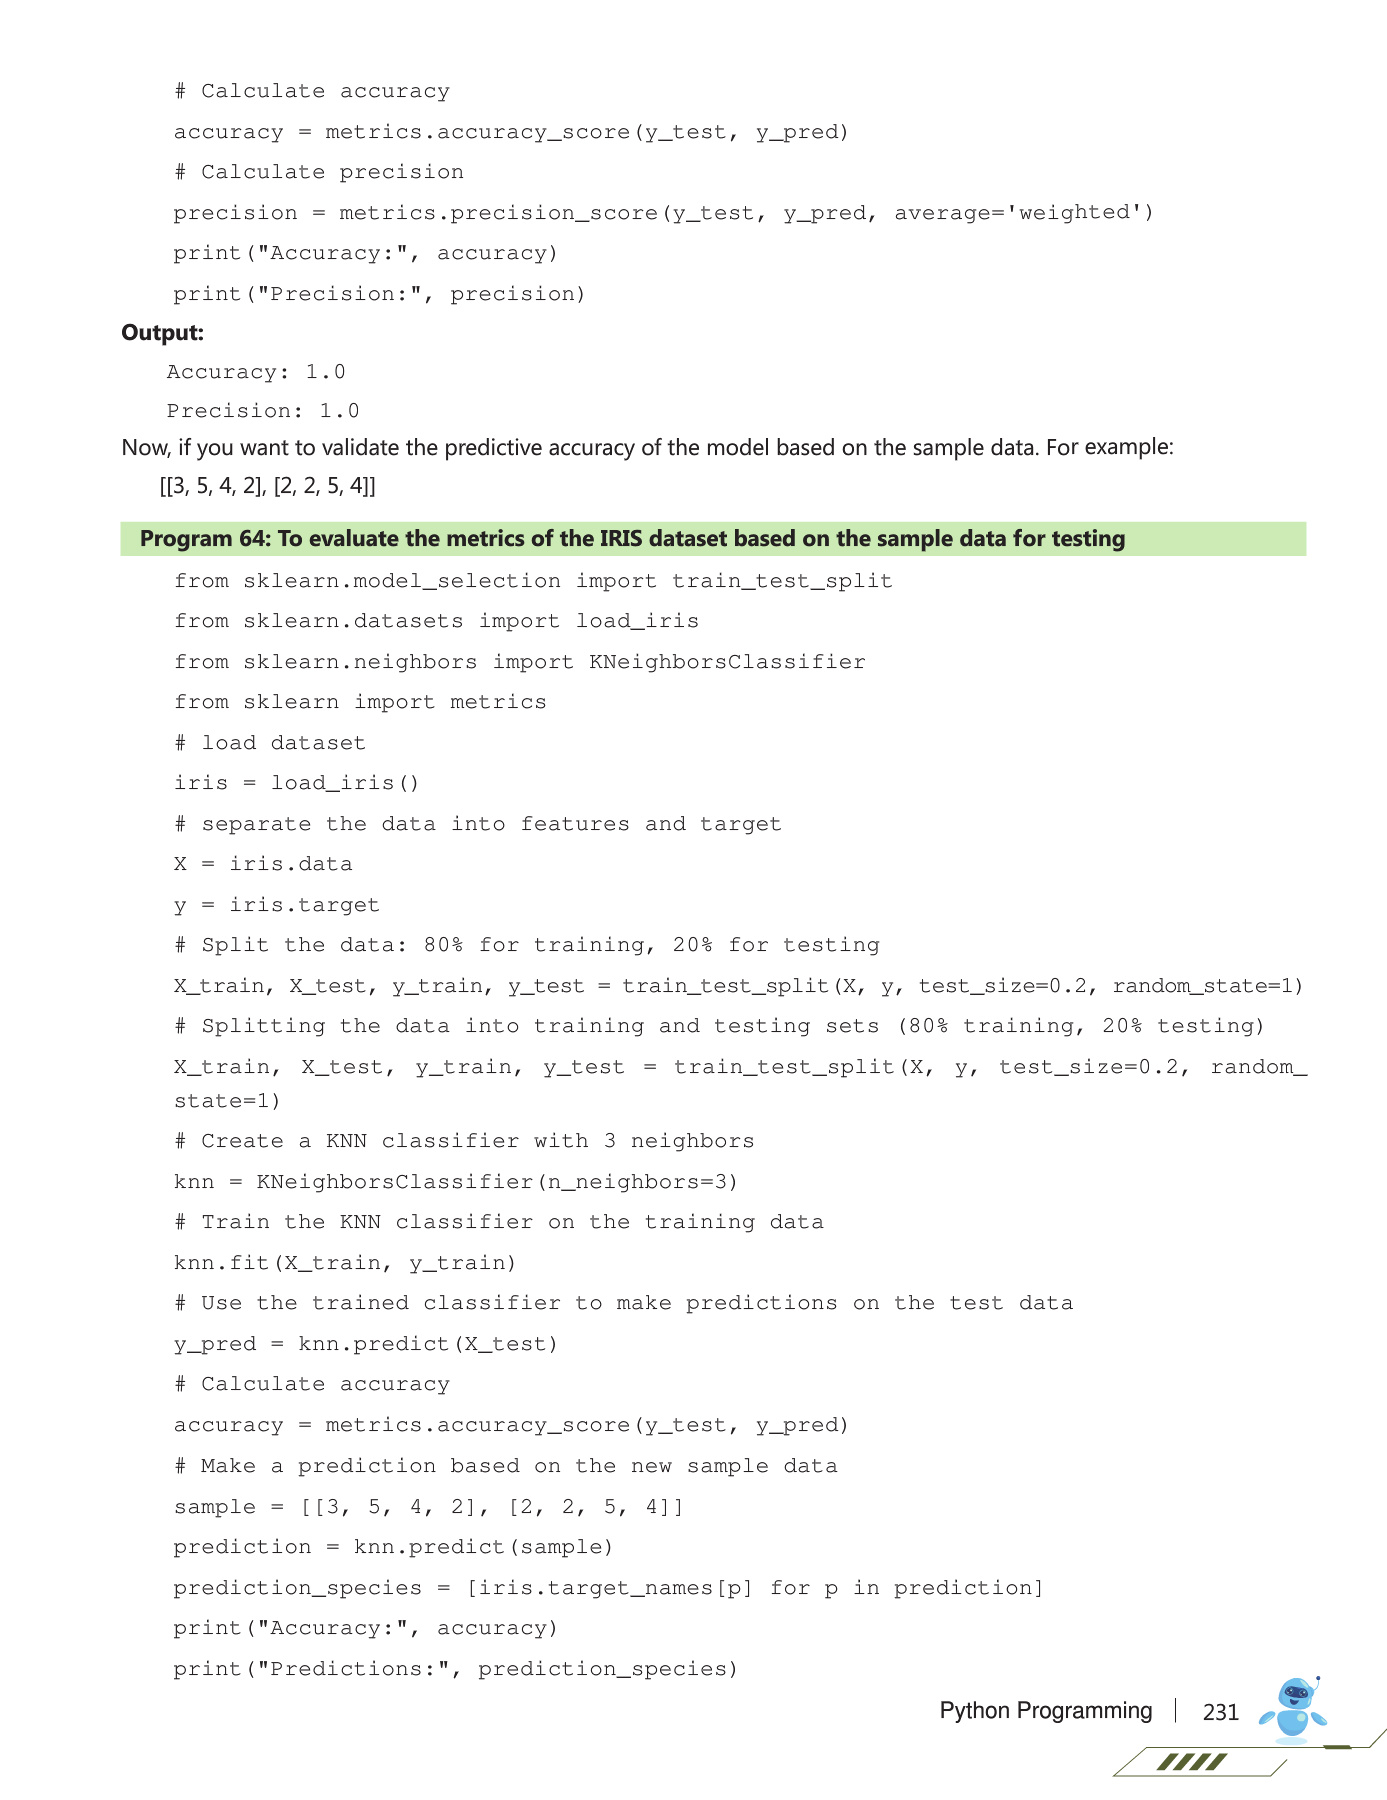 # Calculate accuracy
accuracy = metrics.accuracy_score(y_test, y_pred)
# Calculate precision
precision = metrics.precision_score(y_test, y_pred, average='weighted')
print("Accuracy:", accuracy)
print("Precision:", precision)
Output:
Accuracy: 1.0
Precision: 1.0
Now, if you want to validate the predictive accuracy of the model based on the sample data. For example:
[[3, 5, 4, 2], [2, 2, 5, 4]]
Program 64: To evaluate the metrics of the IRIS dataset based on the sample data for testing
from sklearn.model_selection import train_test_split
from sklearn.datasets import load_iris
from sklearn.neighbors import KNeighborsClassifier
from sklearn import metrics
# load dataset
iris = load_iris()
# separate the data into features and target
X = iris.data
y = iris.target
# Split the data: 80% for training, 20% for testing
X_train, X_test, y_train, y_test = train_test_split(X, y, test_size=0.2, random_state=1)
# Splitting the data into training and testing sets (80% training, 20% testing)
X_train, X_test, y_train, y_test = train_test_split(X, y, test_size=0.2, random_
state=1)
# Create a KNN classifier with 3 neighbors
knn = KNeighborsClassifier(n_neighbors=3)
# Train the KNN classifier on the training data
knn.fit(X_train, y_train)
# Use the trained classifier to make predictions on the test data
y_pred = knn.predict(X_test)
# Calculate accuracy
accuracy = metrics.accuracy_score(y_test, y_pred)
# Make a prediction based on the new sample data
sample = [[3, 5, 4, 2], [2, 2, 5, 4]]
prediction = knn.predict(sample)
prediction_species = [iris.target_names[p] for p in prediction]
print("Accuracy:", accuracy)
print("Predictions:", prediction_species)
Python Programming | 231